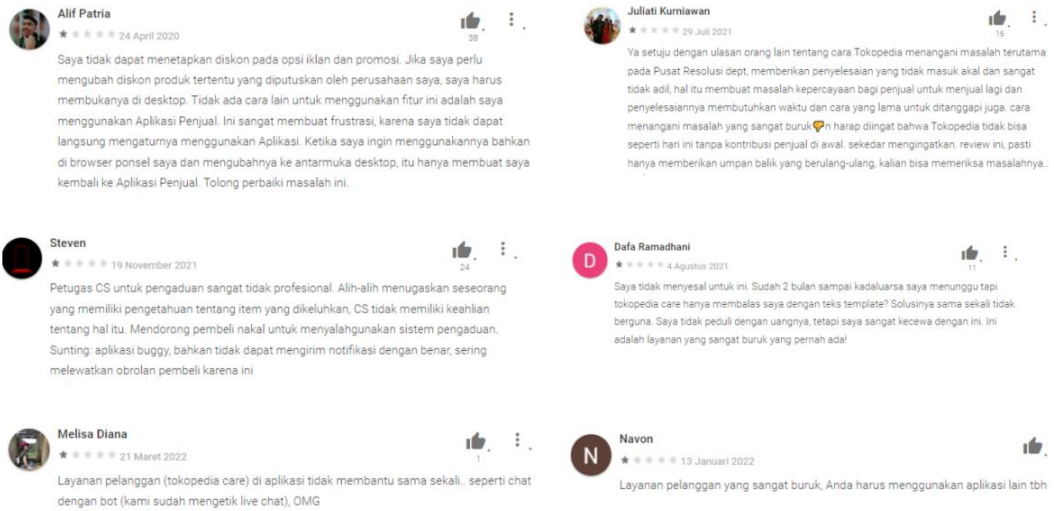 Alif Patria
24 April 2020
38
Saya tidak dapat menetapkan diskon pada opsi iklan dan promosi. Jika saya perlu
mengubah diskon produk tertentu yang diputuskan oleh perusahaan saya, saya harus
membukanya di desktop. Tidak ada cara lain untuk menggunakan fitur ini adalah saya
menggunakan Aplikasi Penjual. Ini sangat membuat frustrasi, karena saya tidak dapat
langsung mengaturnya menggunakan Aplikasi. Ketika saya ingin menggunakannya bahkan
di browser ponsel saya dan mengubahnya ke antarmuka desktop, itu hanya membuat saya
kembali ke Aplikasi Penjual. Tolong perbaiki masalah ini.
Juliati Kurniawan
29 Juli 2021
16
Ya setuju dengan ulasan orang lain tentang cara Tokopedia menangani masalah terutama
pada Pusat Resolusi dept, memberikan penyelesaian yang tidak masuk akal dan sangat
tidak adil, hal itu membuat masalah kepercayaan bagi penjual untuk menjual lagi dan
penyelesaiannya membutuhkan waktu dan cara yang lama untuk ditanggapi juga. cara
menangani masalah yang sangat buruk👎n harap diingat bahwa Tokopedia tidak bisa
seperti hari ini tanpa kontribusi penjual di awal. sekedar mengingatkan. review ini, pasti
hanya memberikan umpan balik yang berulang-ulang, kalian bisa memeriksa masalahnya..
Steven
19 November 2021
24
Petugas CS untuk pengaduan sangat tidak profesional. Alih-alih menugaskan seseorang
yang memiliki pengetahuan tentang item yang dikeluhkan, CS tidak memiliki keahlian
tentang hal itu. Mendorong pembeli nakal untuk menyalahgunakan sistem pengaduan.
Sunting: aplikasi buggy, bahkan tidak dapat mengirim notifikasi dengan benar, sering
melewatkan obrolan pembeli karena ini
D
Dafa Ramadhani
4 Agustus 2021
11
Saya tidak menyesal untuk ini. Sudah 2 bulan sampai kadaluarsa saya menunggu tapi
tokopedia care hanya membalas saya dengan teks template? Solusinya sama sekali tidak
berguna. Saya tidak peduli dengan uangnya, tetapi saya sangat kecewa dengan ini. Ini
adalah layanan yang sangat buruk yang pernah ada!
Melisa Diana
21 Maret 2022
1
Layanan pelanggan (tokopedia care) di aplikasi tidak membantu sama sekali.. seperti chat
dengan bot (kami sudah mengetik live chat), OMG
N
Navon
13 Januari 2022
Layanan pelanggan yang sangat buruk, Anda harus menggunakan aplikasi lain tbh